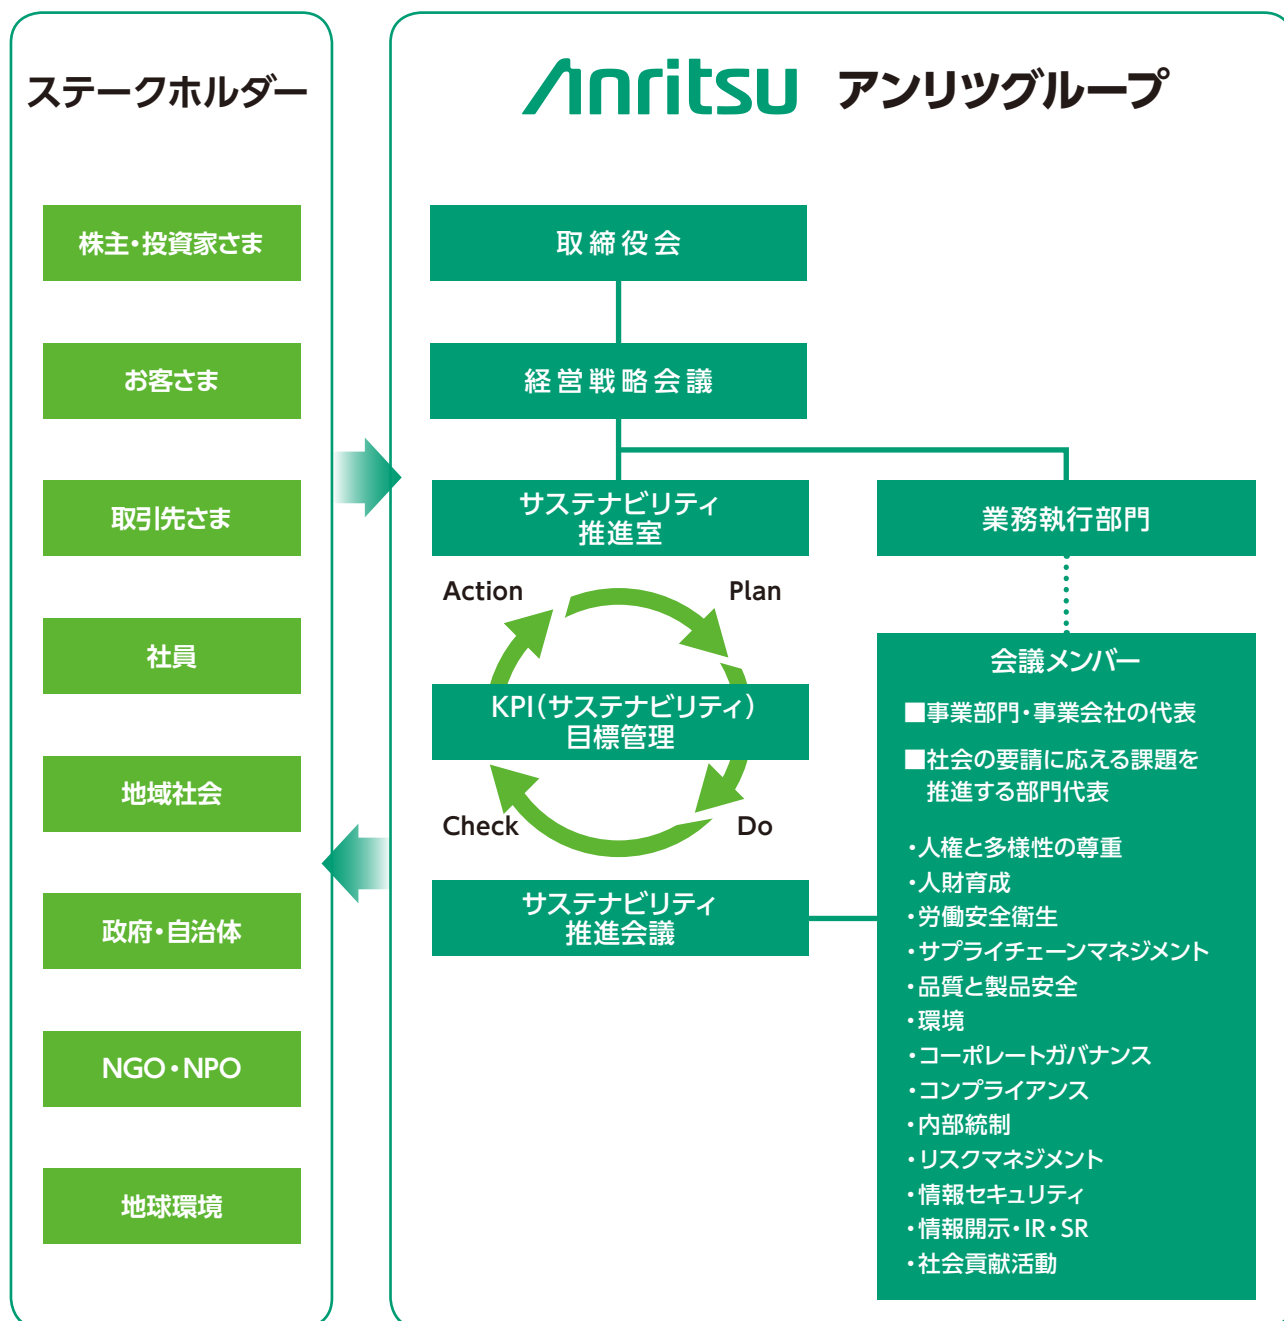 ステークホルダー
株主・投資家さま
お客さま
取引先さま
社員
地域社会
政府・自治体
NGO・NPO
地球環境
Anritsu アンリツグループ
取締役会
経営戦略会議
サステナビリティ
推進室
業務執行部門
Action
Plan
KPI(サステナビリティ)
目標管理
Check
Do
サステナビリティ
推進会議
会議メンバー
■事業部門・事業会社の代表
■社会の要請に応える課題を
推進する部門代表
・人権と多様性の尊重
・人財育成
・労働安全衛生
・サプライチェーンマネジメント
・品質と製品安全
・環境
・コーポレートガバナンス
・コンプライアンス
・内部統制
・リスクマネジメント
・情報セキュリティ
・情報開示・IR・SR
・社会貢献活動